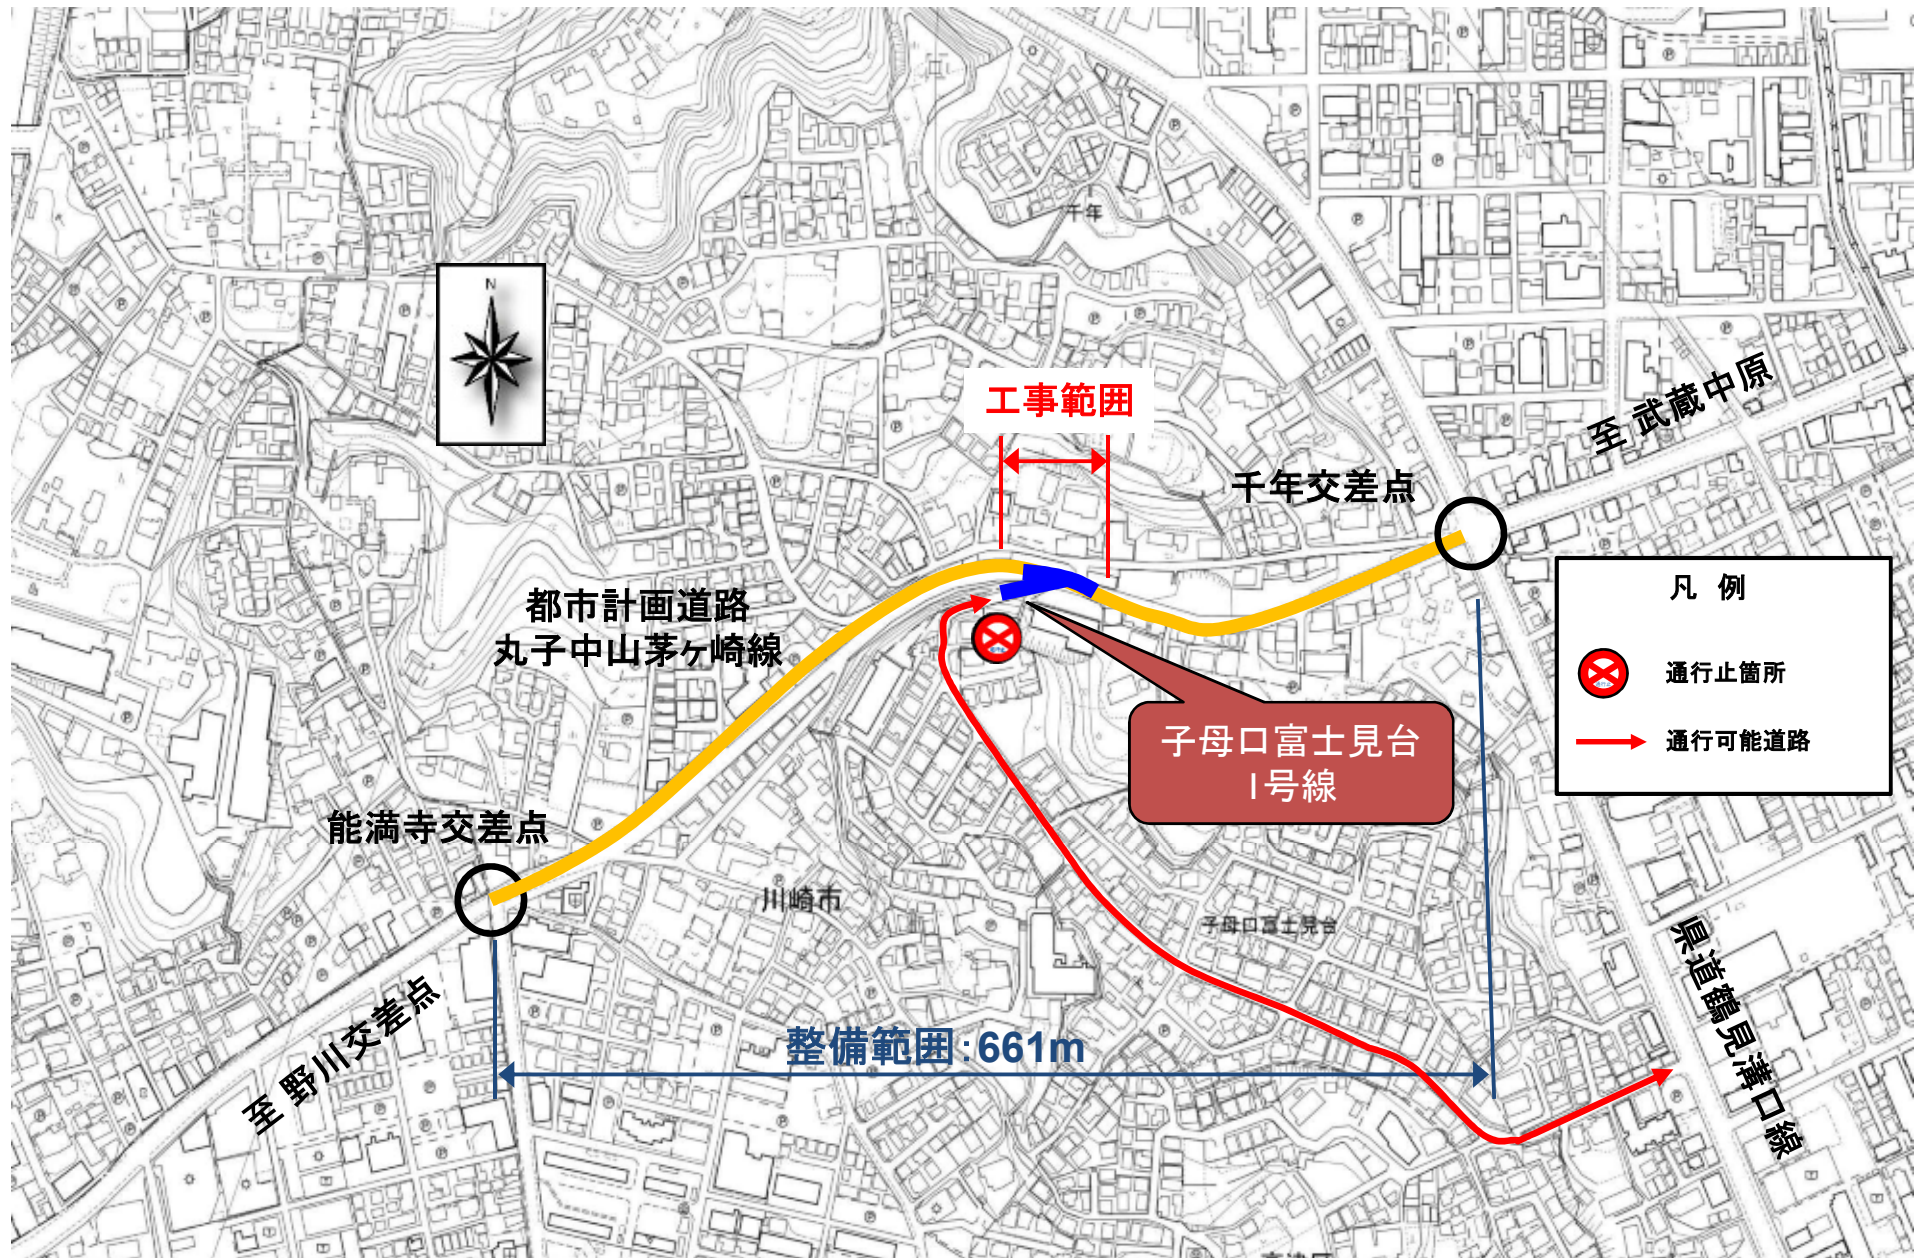 N
千年
工事範囲
至 武蔵中原
千年交差点
凡 例
都市計画道路
丸子中山茅ヶ崎線
通行止箇所
子母口富士見台
1号線
通行可能道路
能満寺交差点
川崎市
子母口富士見台
県道鶴見溝口線
至 野川交差点
整備範囲:661m